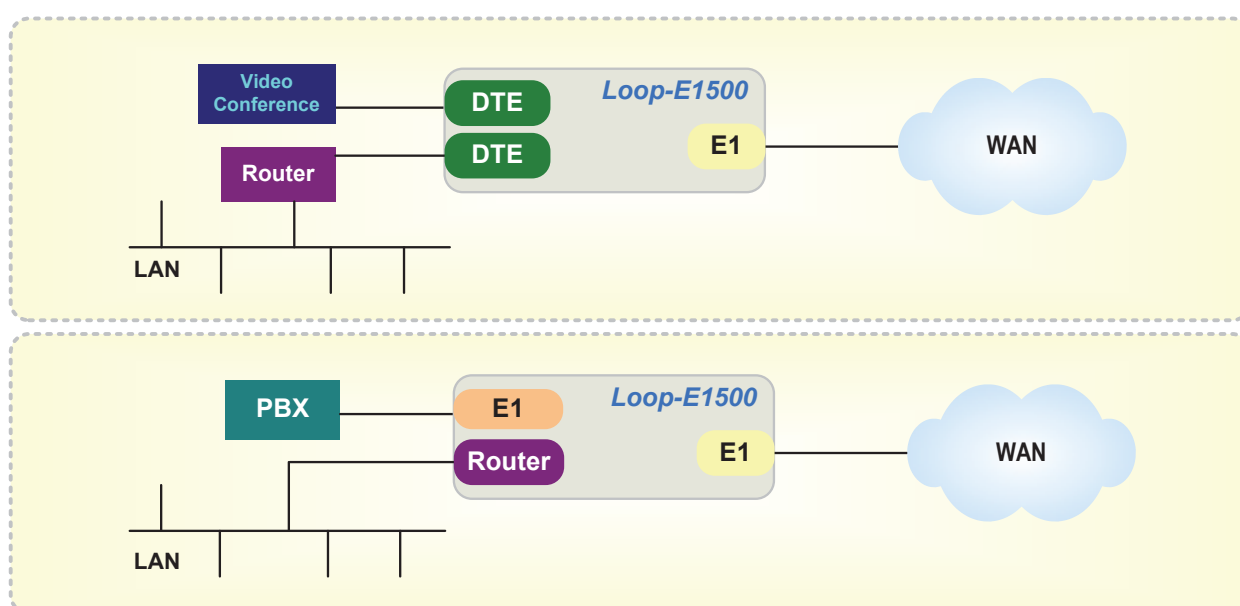 Video
Conference
DTE
Loop-E1500
DTE
E1
WAN
Router
LAN
PBX
E1
Loop-E1500
Router
E1
WAN
LAN